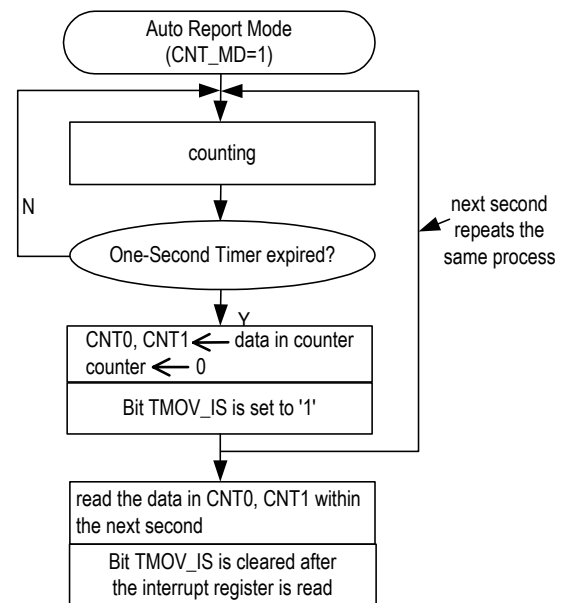 Auto Report Mode
(CNT_MD=1)
counting
N
next second
repeats the
same process
One-Second Timer expired?
Y
CNT0, CNT1 ← data in counter
counter ← 0
Bit TMOV_IS is set to '1'
read the data in CNT0, CNT1 within
the next second
Bit TMOV_IS is cleared after
the interrupt register is read